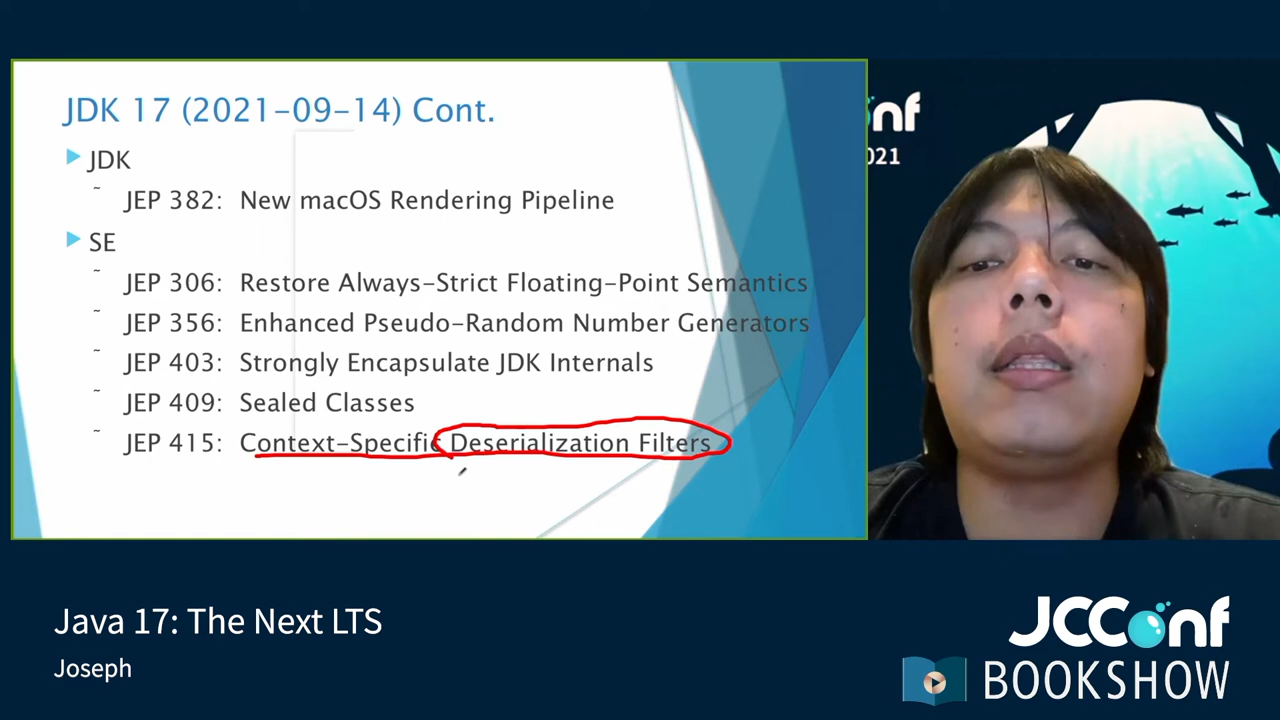 JDK 17 (2021-09-14) Cont.
JDK
JEP 382: New macOS Rendering Pipeline
SE
JEP 306: Restore Always-Strict Floating-Point Semantics
JEP 356: Enhanced Pseudo-Random Number Generators
JEP 403: Strongly Encapsulate JDK Internals
JEP 409: Sealed Classes
JEP 415: Context-Specific Deserialization Filters
onf
021
Java 17: The Next LTS
Joseph
JCConf
BOOKSHOW